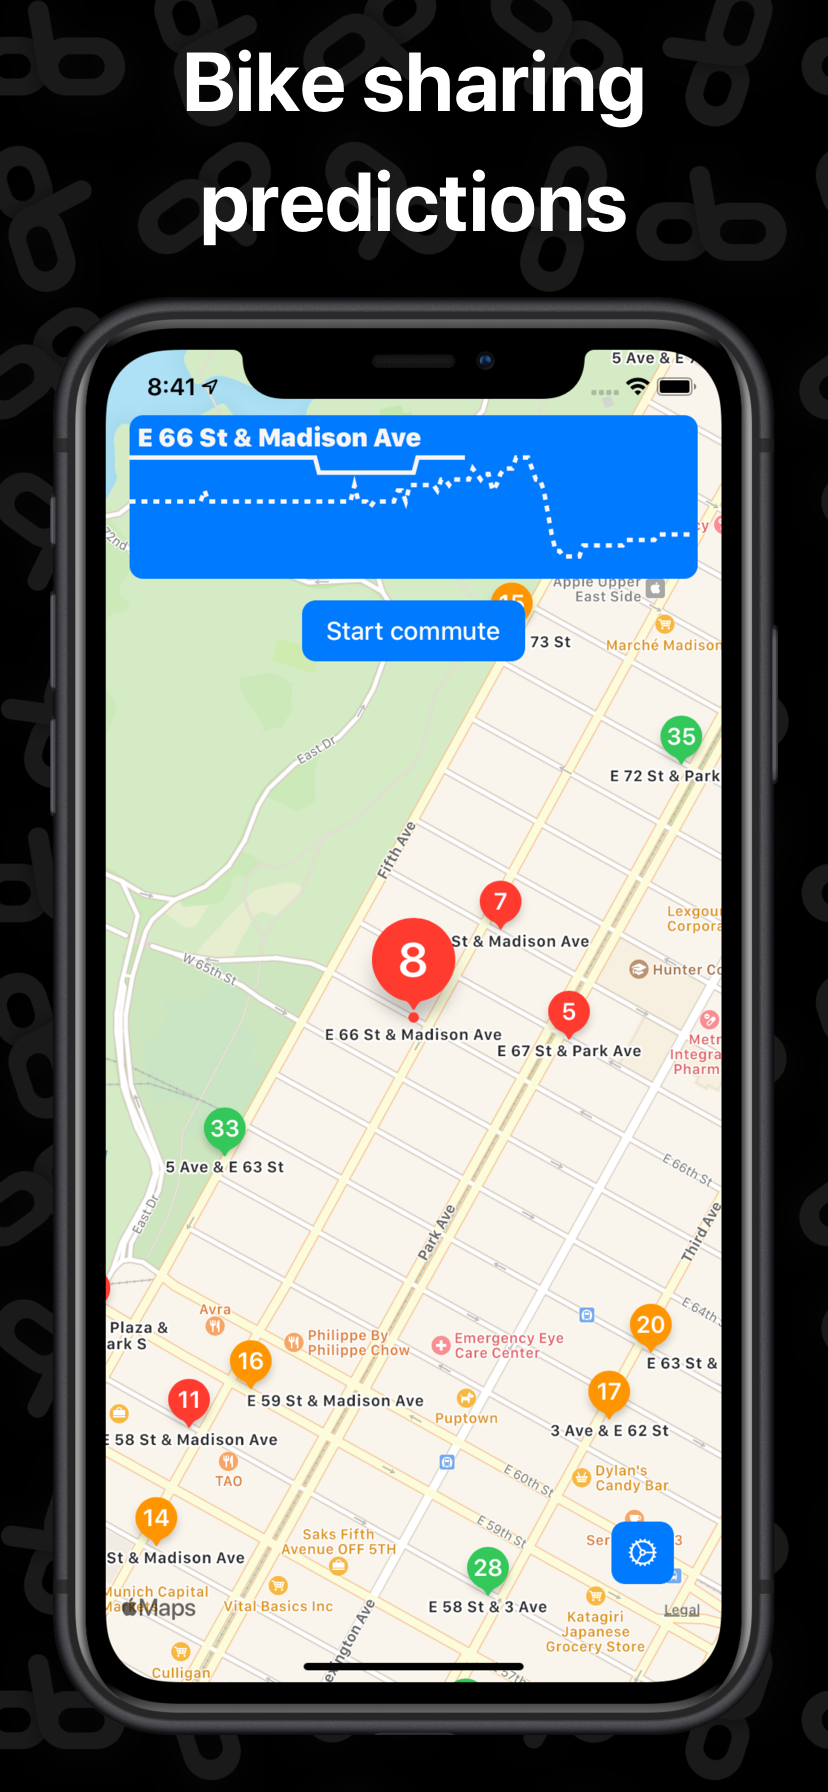 Bike sharing
predictions
5 Ave & E
8:41
E 66 St & Madison Ave
72nd
Apple Upper
East Side
15
Start commute
73 St
Marché Madison
35
E 72 St & Park
East Dr
Fifth Ave
7
St & Madison Ave
Lexgou
Corpora
8
W 65th St
Hunter Co
5
E 66 St & Madison Ave
E 67 St & Park Ave
Metr
Integra
Pharm
33
5 Ave & E 63 St
E 66th St
East Dr
Park Ave
Third Ave
E 64th S
Avra
Plaza &
ark S
Philippe By
Philippe Chow
Emergency Eye
Care Center
20
E 63 St &
16
E 59 St & Madison Ave
17
3 Ave & E 62 St
11
E 58 St & Madison Ave
Puptown
TAO
E 60th St
Dylan's
Candy Bar
14
St & Madison Ave
E 59th St
Saks Fifth
Avenue OFF 5TH
Ser
3
28
E 58 St & 3 Ave
Munich Capital
Markets
Maps
Vital Basics Inc
Legal
Katagiri
Japanese
Grocery Store
exington Ave
Culligan
57th